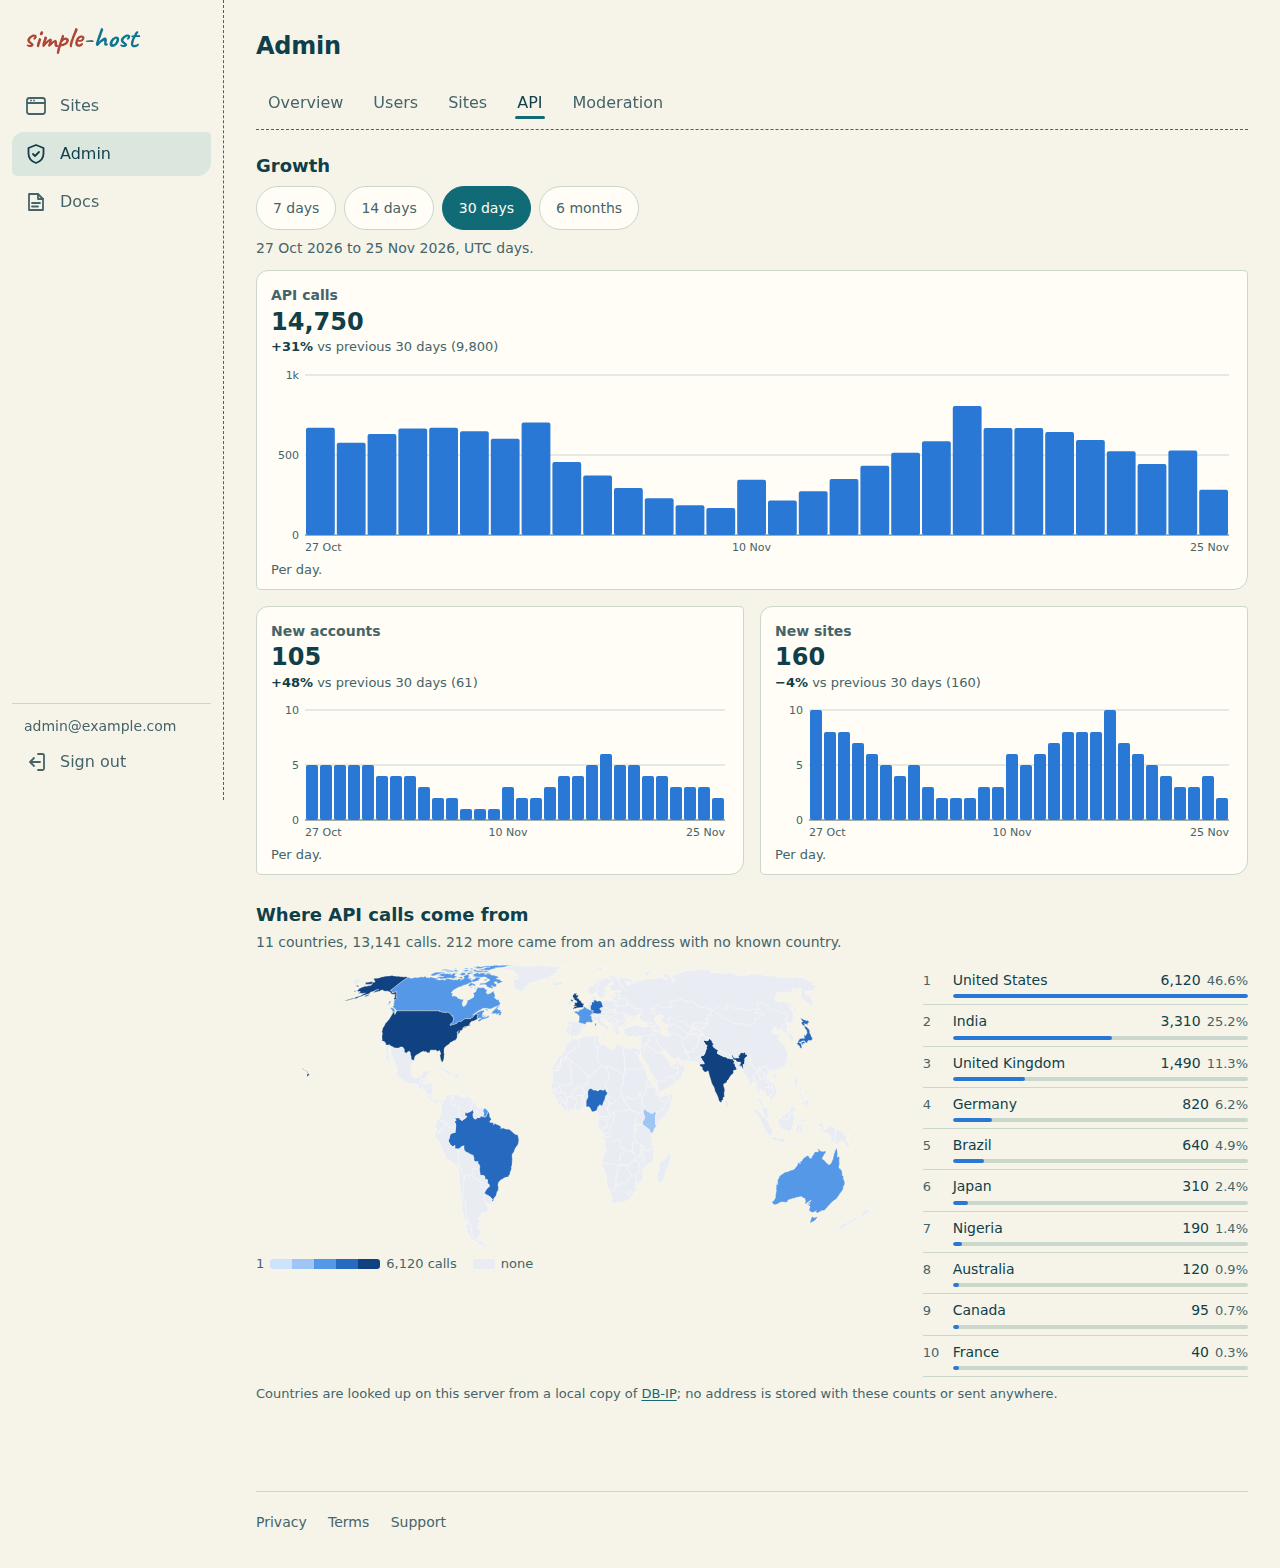 simple-host
Sites
Admin
Docs
admin@example.com
Sign out
Admin
Overview Users Sites API Moderation
Growth
7 days 14 days 30 days 6 months
27 Oct 2026 to 25 Nov 2026, UTC days.
API calls
14,750
+31% vs previous 30 days (9,800)
1k
500
0
27 Oct 10 Nov 25 Nov
Per day.
New accounts
105
+48% vs previous 30 days (61)
10
5
0
27 Oct 10 Nov 25 Nov
Per day.
New sites
160
−4% vs previous 30 days (160)
10
5
0
27 Oct 10 Nov 25 Nov
Per day.
Where API calls come from
11 countries, 13,141 calls. 212 more came from an address with no known country.
1 6,120 calls none
1 United States 6,120 46.6%
2 India 3,310 25.2%
3 United Kingdom 1,490 11.3%
4 Germany 820 6.2%
5 Brazil 640 4.9%
6 Japan 310 2.4%
7 Nigeria 190 1.4%
8 Australia 120 0.9%
9 Canada 95 0.7%
10 France 40 0.3%
Countries are looked up on this server from a local copy of DB-IP; no address is stored with these counts or sent anywhere.
Privacy Terms Support